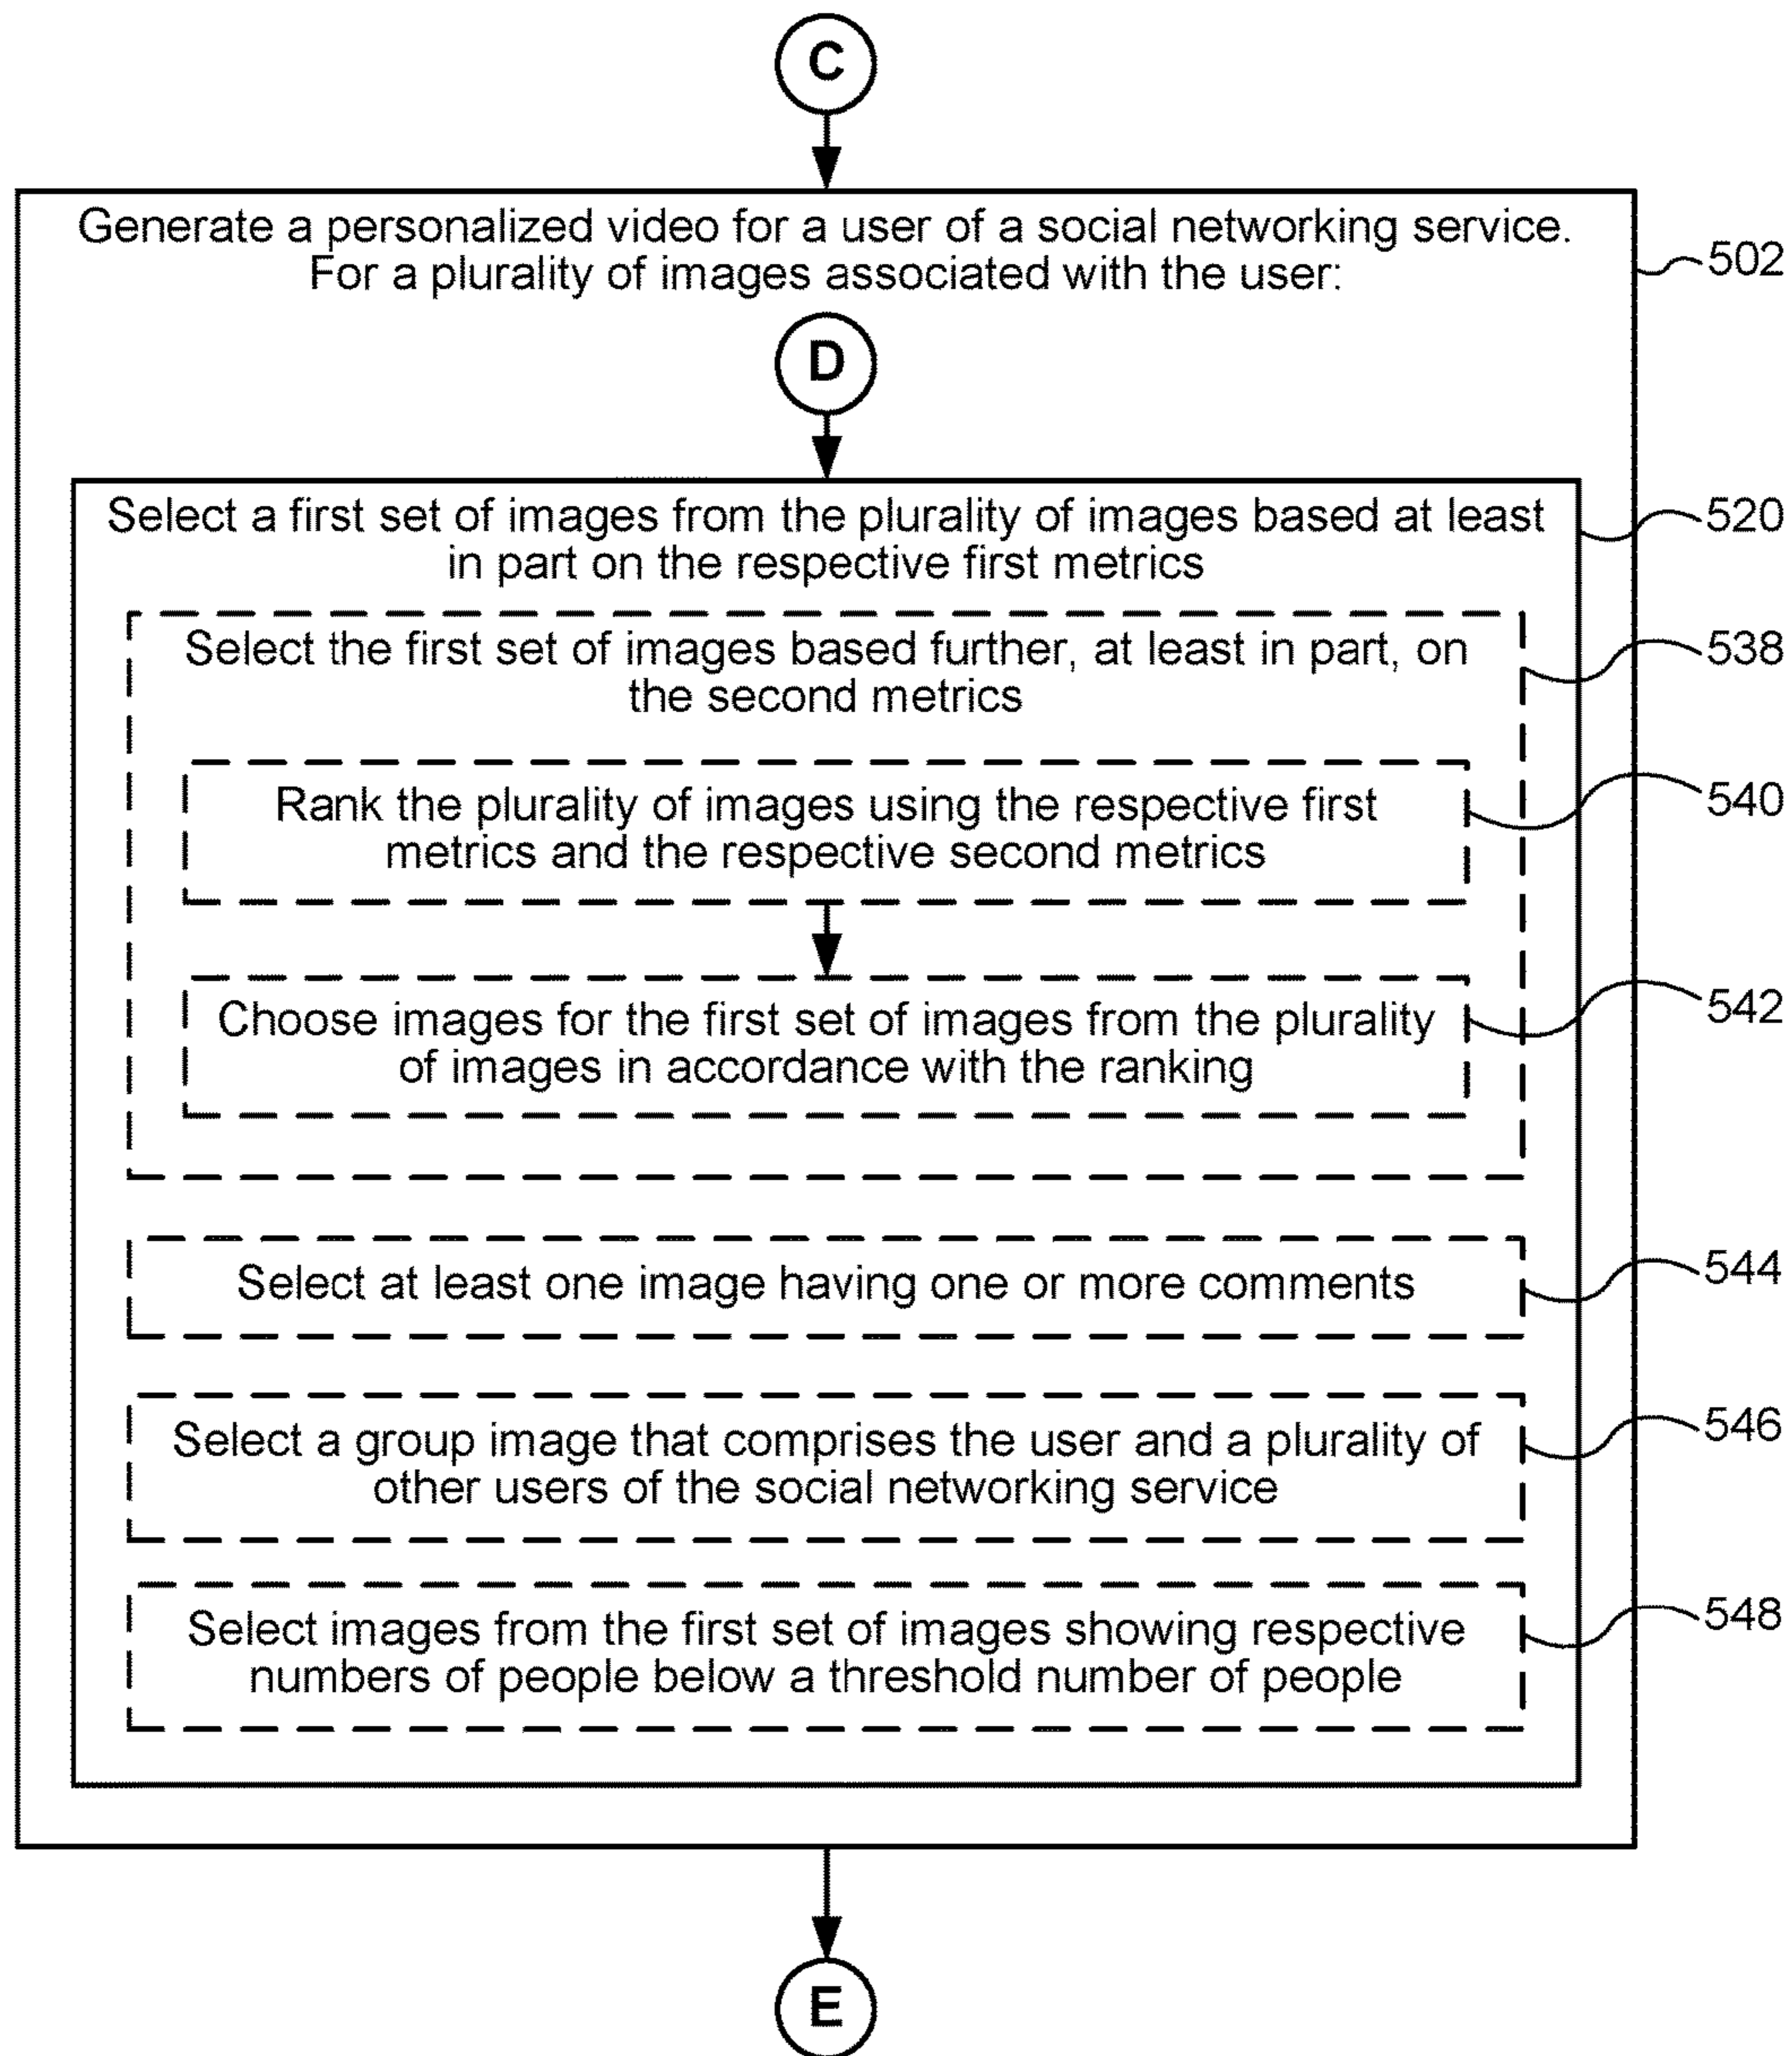 C
Generate a personalized video for a user of a social networking service.
For a plurality of images associated with the user:
502
D
Select a first set of images from the plurality of images based at least
in part on the respective first metrics
520
Select the first set of images based further, at least in part, on
the second metrics
538
Rank the plurality of images using the respective first
metrics and the respective second metrics
540
Choose images for the first set of images from the plurality
of images in accordance with the ranking
542
Select at least one image having one or more comments
544
Select a group image that comprises the user and a plurality of
other users of the social networking service
546
Select images from the first set of images showing respective
numbers of people below a threshold number of people
548
E